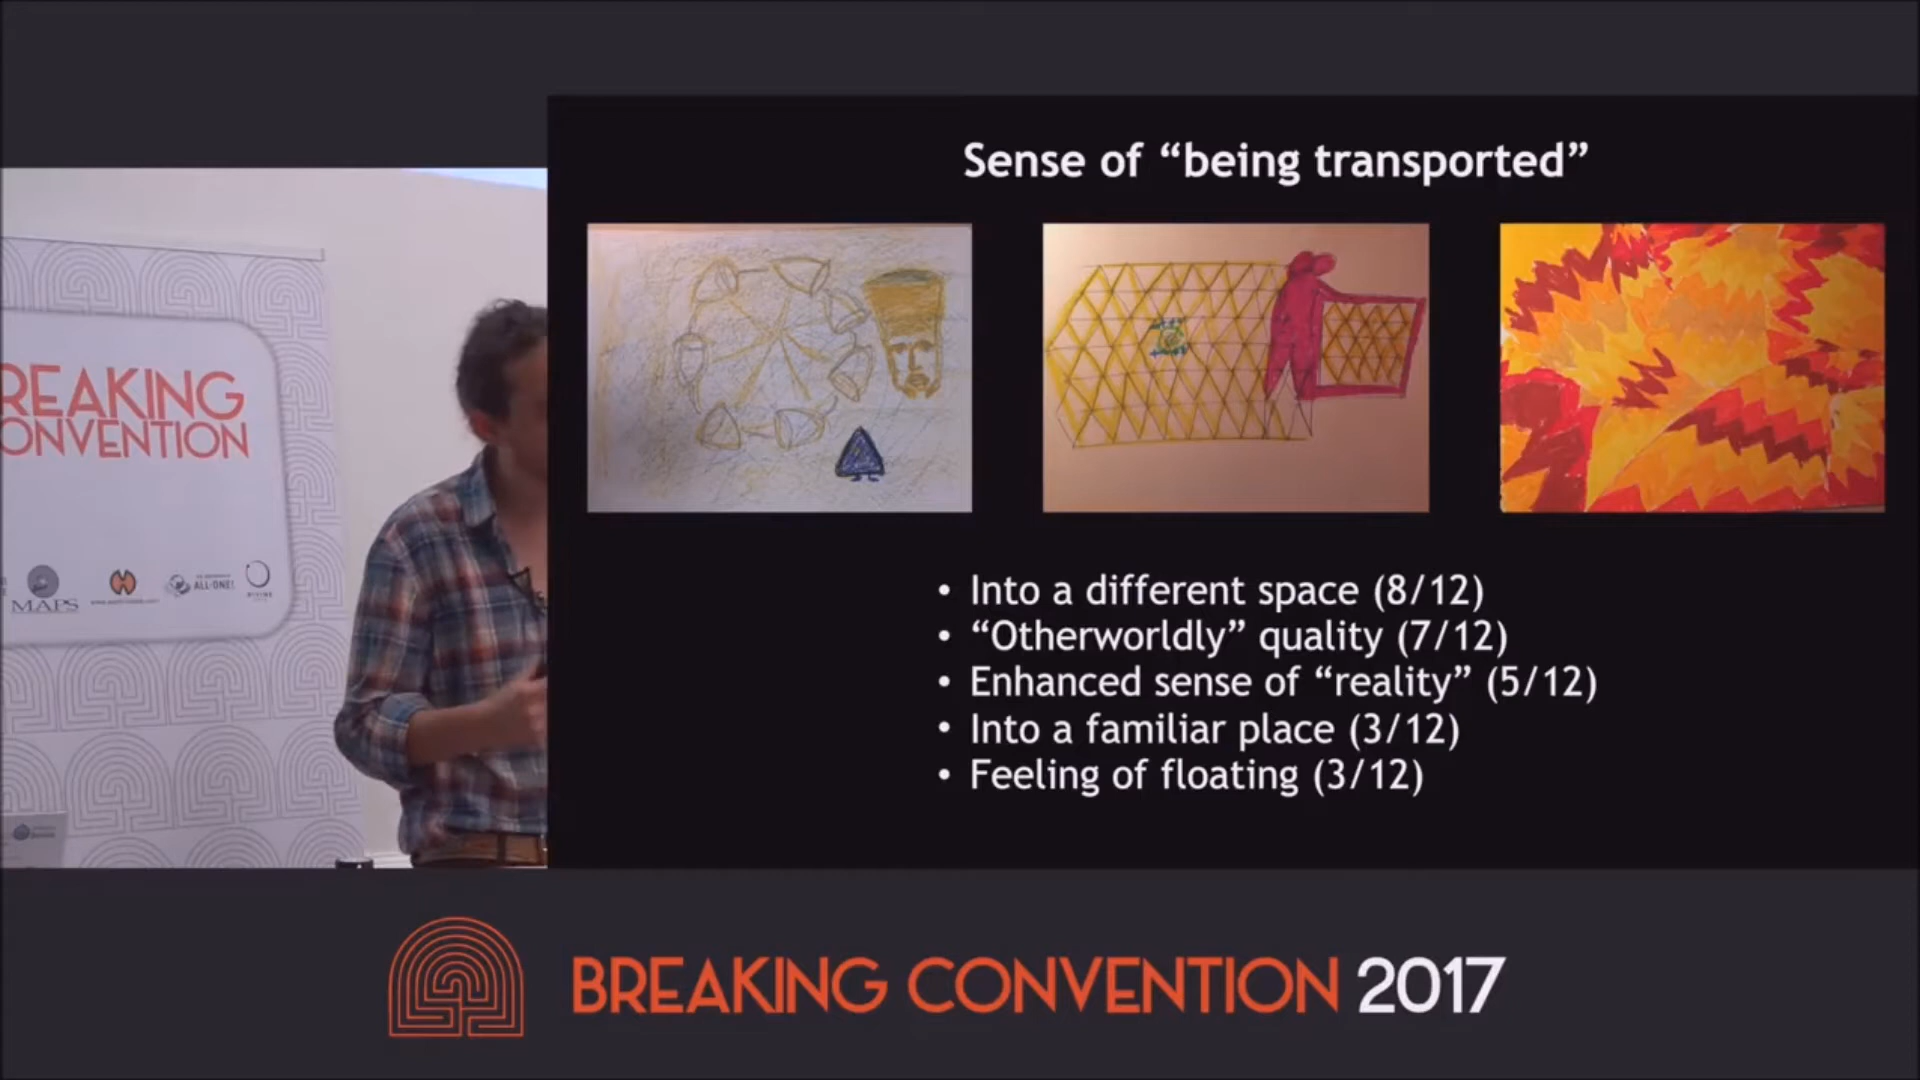 Sense of “being transported”
• Into a different space (8/12)
• “Otherworldly” quality (7/12)
• Enhanced sense of “reality” (5/12)
• Into a familiar place (3/12)
• Feeling of floating (3/12)
REAKING
ONVENTION
MAPS
ALL-ONE!
DIVINE
BREAKING CONVENTION 2017